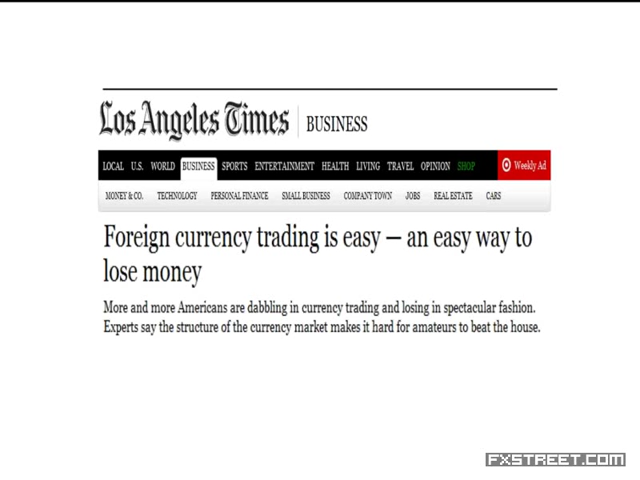 Los Angeles Times | BUSINESS
LOCAL U.S. WORLD BUSINESS SPORTS ENTERTAINMENT HEALTH LIVING TRAVEL OPINION SHOP Weekly Ad
MONEY & CO. TECHNOLOGY PERSONAL FINANCE SMALL BUSINESS COMPANY TOWN JOBS REAL ESTATE CARS
Foreign currency trading is easy — an easy way to
lose money
More and more Americans are dabbling in currency trading and losing in spectacular fashion.
Experts say the structure of the currency market makes it hard for amateurs to beat the house.
FXSTREET.COM